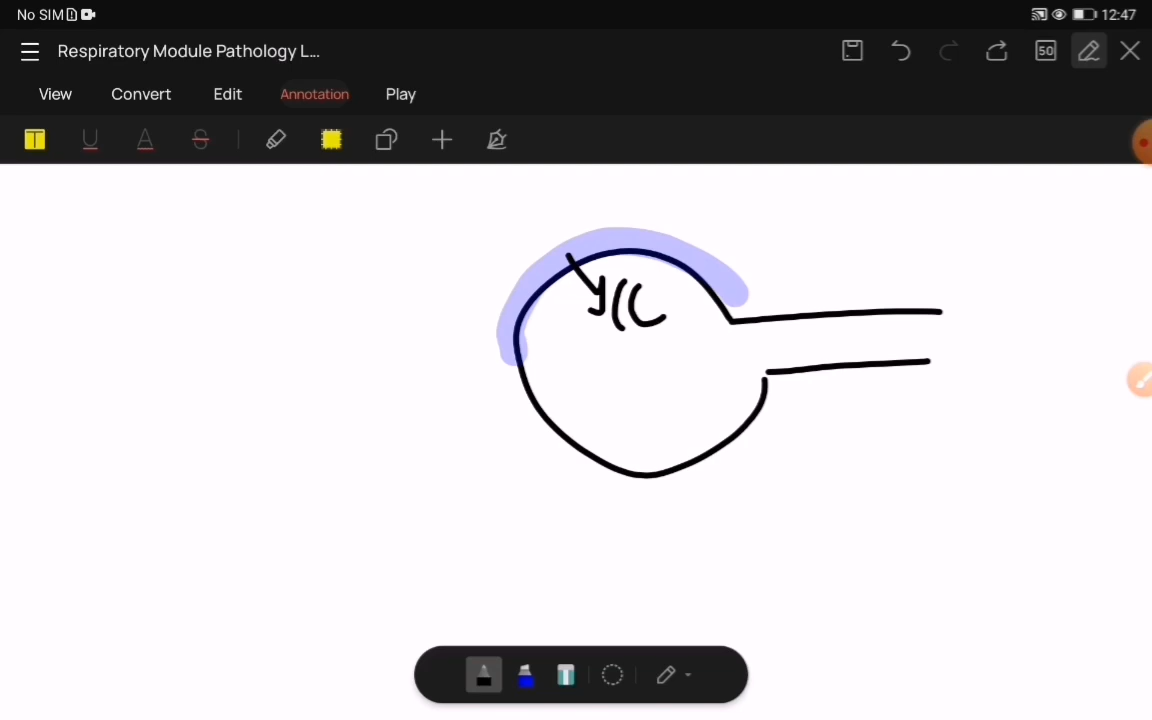 No SIM 12:47
Respiratory Module Pathology L... 50
View Convert Edit Annotation Play
T U A S